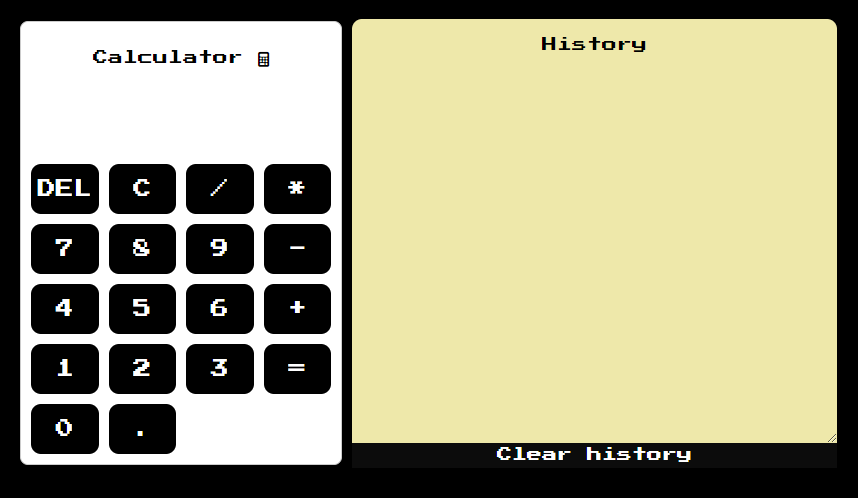 Calculator
DEL C / *
7 8 9 -
4 5 6 +
1 2 3 =
0 .
History
Clear history